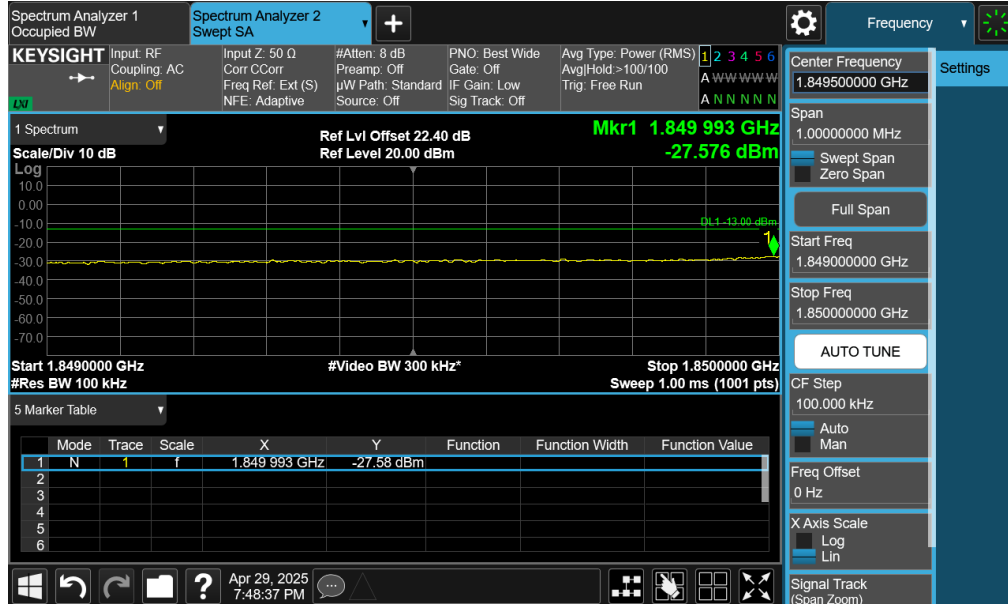 Spectrum Analyzer 1
Occupied BW
Spectrum Analyzer 2
Swept SA
Frequency
KEYSIGHT
LXI
Input: RF
Coupling: AC
Align: Off
Input Z: 50 Ω
Corr CCorr
Freq Ref: Ext (S)
NFE: Adaptive
#Atten: 8 dB
Preamp: Off
µW Path: Standard
Source: Off
PNO: Best Wide
Gate: Off
IF Gain: Low
Sig Track: Off
Avg Type: Power (RMS)
Avg|Hold:>100/100
Trig: Free Run
1 2 3 4 5 6
A W W W W W
A N N N N N
1 Spectrum
Scale/Div 10 dB
Ref Lvl Offset 22.40 dB
Ref Level 20.00 dBm
Mkr1 1.849 993 GHz
-27.576 dBm
Log
10.0
0.00
-10.0
-20.0
-30.0
-40.0
-50.0
-60.0
-70.0
DL1 -13.00 dBm
1
Start 1.8490000 GHz
#Res BW 100 kHz
#Video BW 300 kHz*
Stop 1.8500000 GHz
Sweep 1.00 ms (1001 pts)
5 Marker Table
Mode Trace Scale X Y Function Function Width Function Value
1 N 1 f 1.849 993 GHz -27.58 dBm
2
3
4
5
6
Center Frequency
1.849500000 GHz
Span
1.00000000 MHz
Swept Span
Zero Span
Full Span
Start Freq
1.849000000 GHz
Stop Freq
1.850000000 GHz
AUTO TUNE
CF Step
100.000 kHz
Auto
Man
Freq Offset
0 Hz
X Axis Scale
Log
Lin
Signal Track
(Span Zoom)
Settings
?
Apr 29, 2025
7:48:37 PM